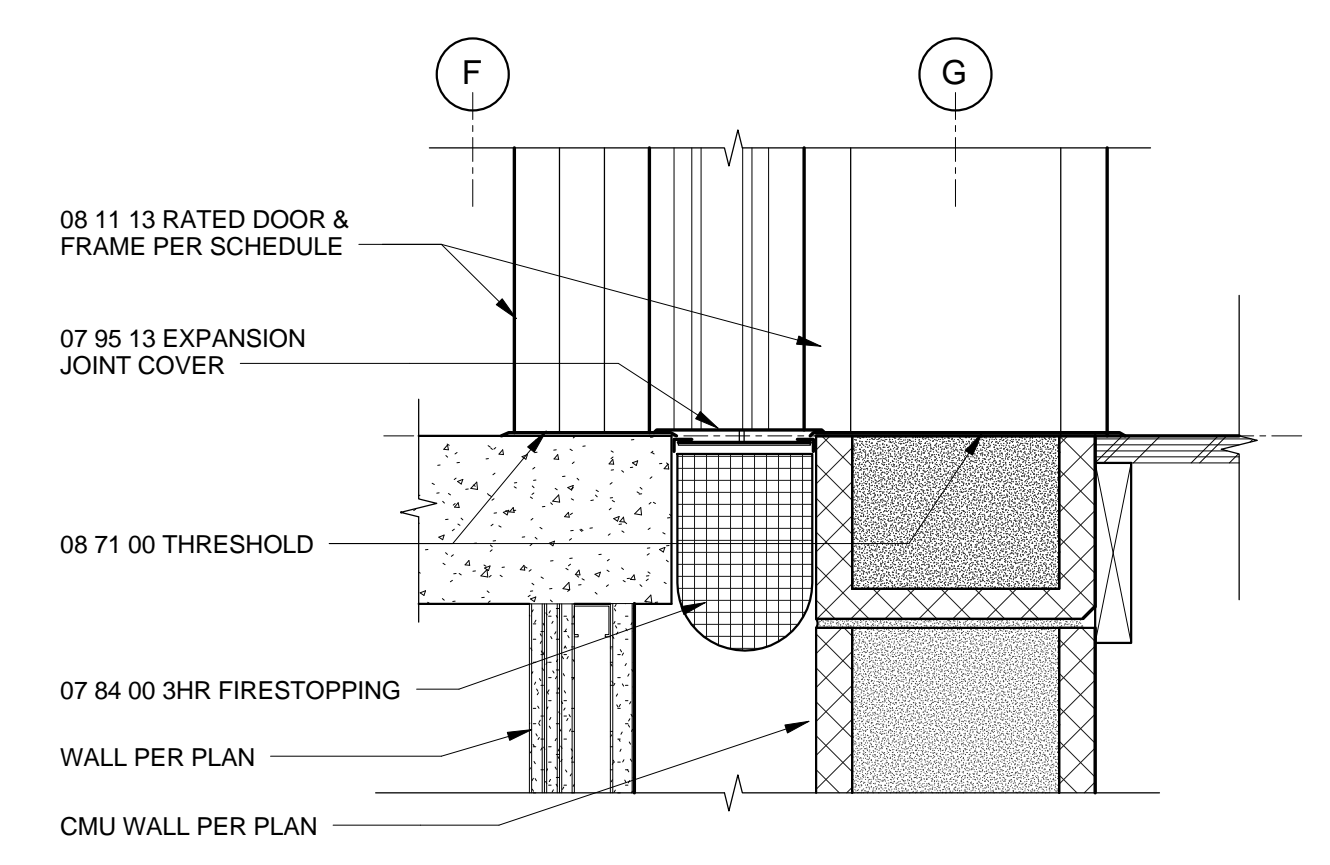 F
G
08 11 13 RATED DOOR &
FRAME PER SCHEDULE
07 95 13 EXPANSION
JOINT COVER
08 71 00 THRESHOLD
07 84 00 3HR FIRESTOPPING
WALL PER PLAN
CMU WALL PER PLAN